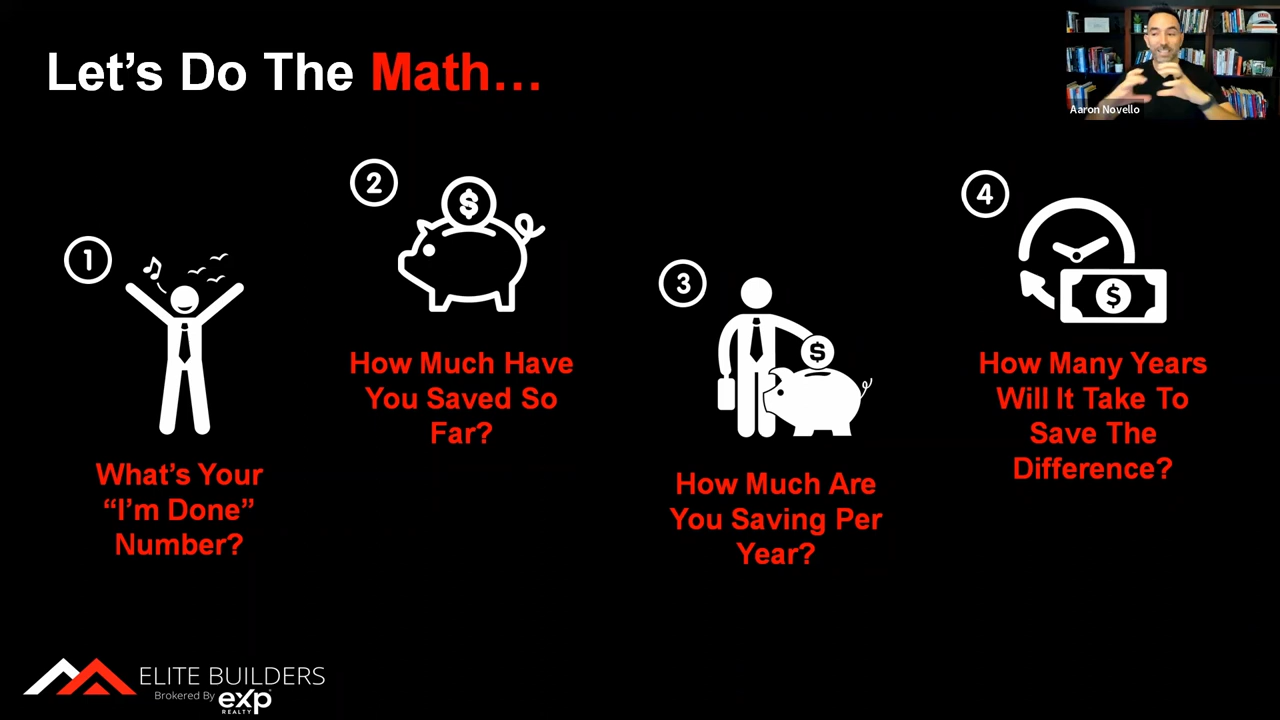 Let's Do The Math...
Aaron Novello
1
What's Your
“I'm Done”
Number?
2
$
How Much Have
You Saved So
Far?
3
$
How Much Are
You Saving Per
Year?
4
$
How Many Years
Will It Take To
Save The
Difference?
ELITE BUILDERS
Brokered By eXp
REALTY